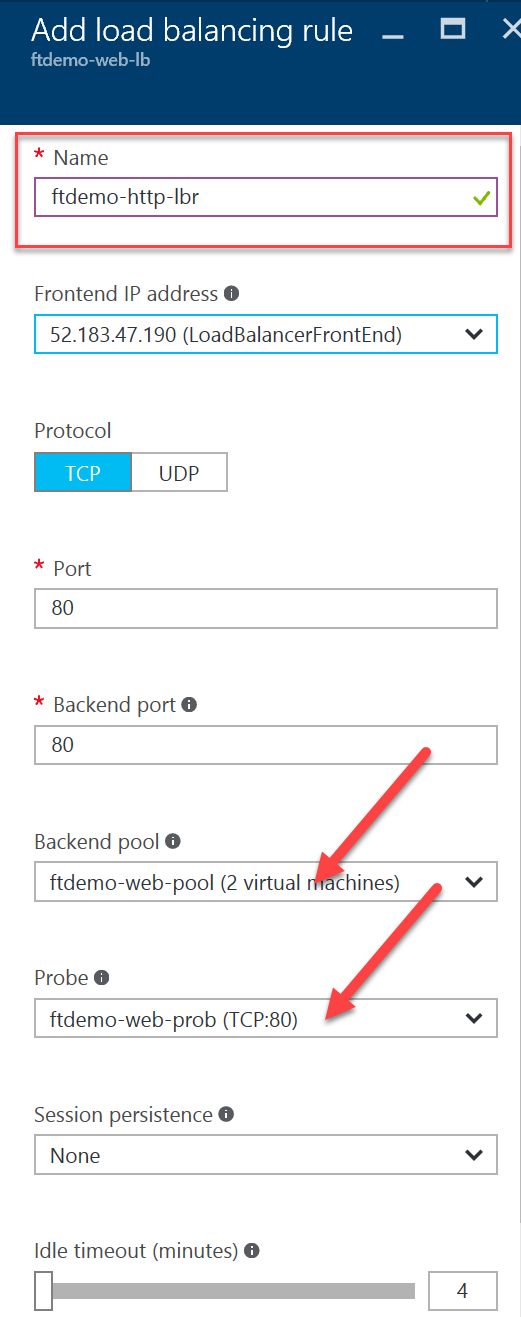 Add load balancing rule
ftdemo-web-lb
* Name
ftdemo-http-lbr
Frontend IP address
52.183.47.190 (LoadBalancerFrontEnd)
Protocol
TCP UDP
* Port
80
* Backend port
80
Backend pool
ftdemo-web-pool (2 virtual machines)
Probe
ftdemo-web-prob (TCP:80)
Session persistence
None
Idle timeout (minutes)
4